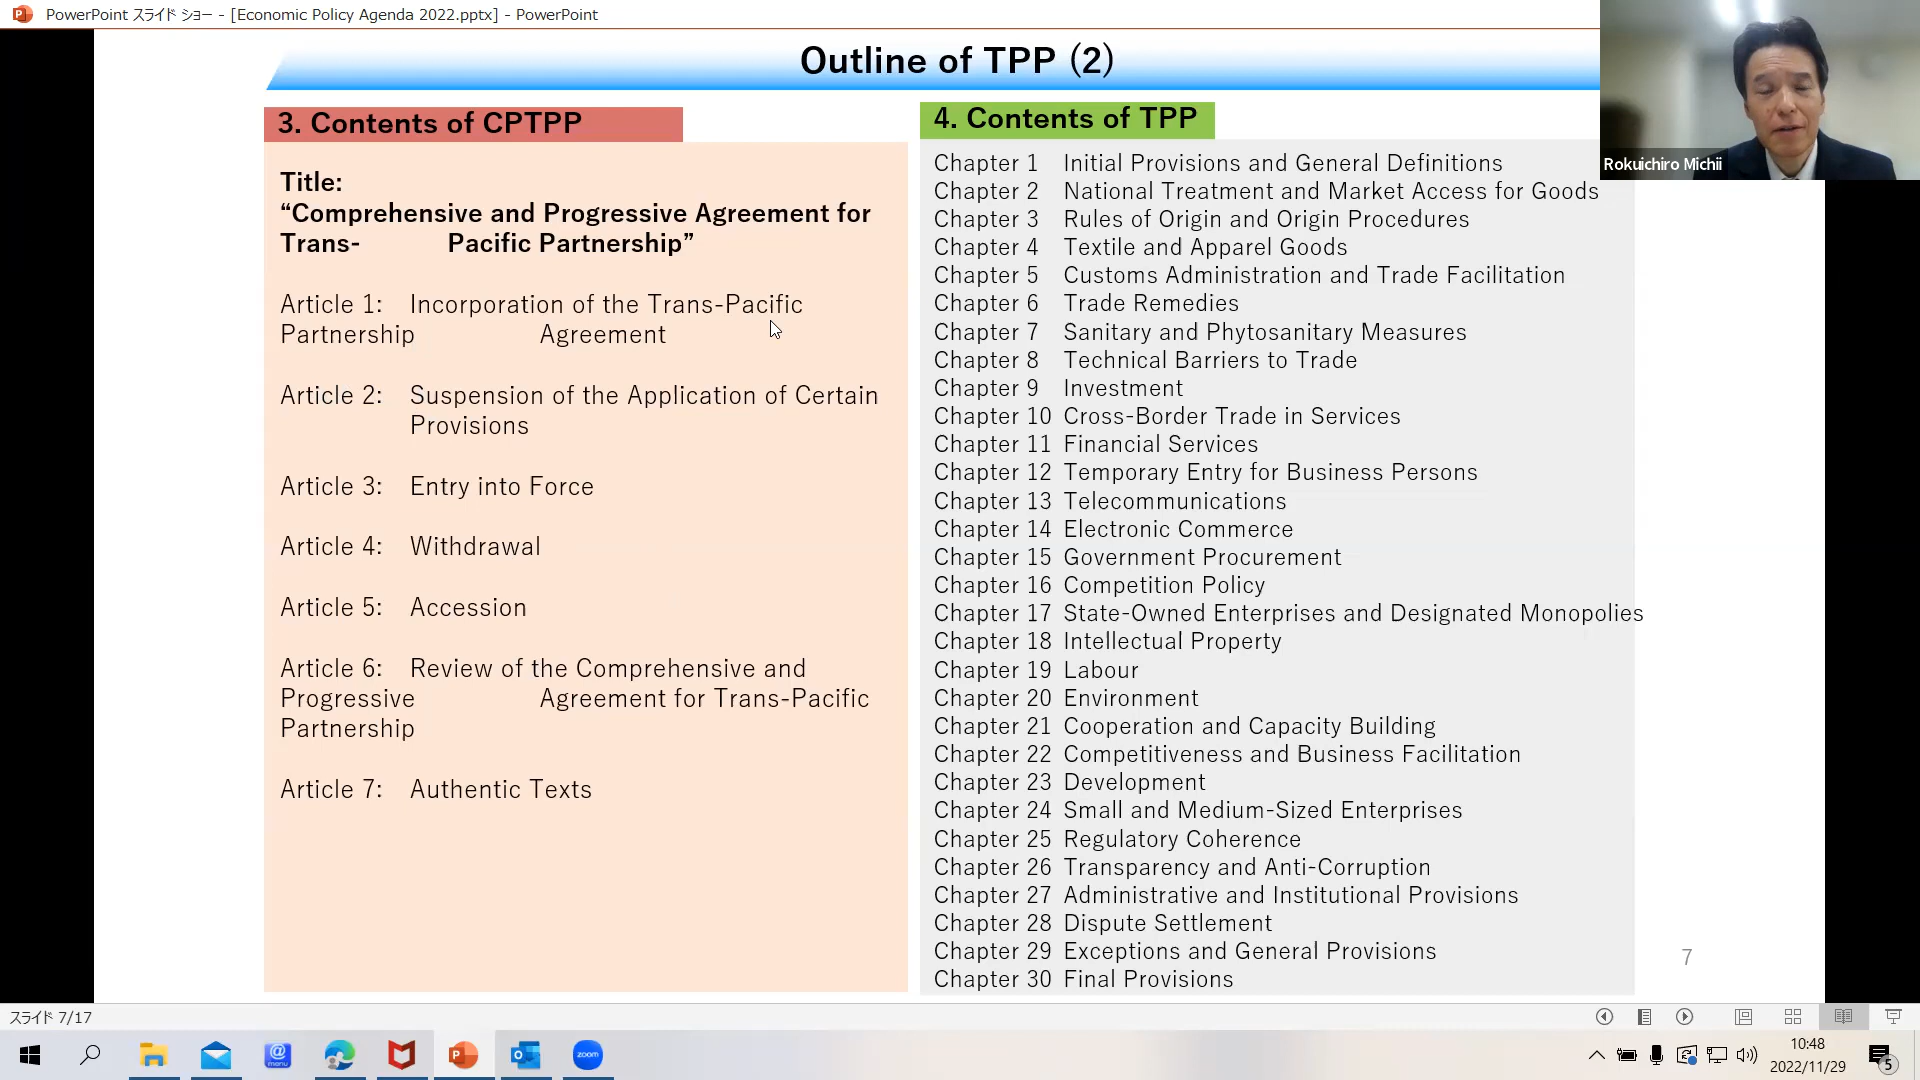 PowerPoint スライド ショー - [Economic Policy Agenda 2022.pptx] - PowerPoint
Outline of TPP (2)
3. Contents of CPTPP
Title:
“Comprehensive and Progressive Agreement for
Trans- Pacific Partnership”
Article 1: Incorporation of the Trans-Pacific
Partnership Agreement
Article 2: Suspension of the Application of Certain
Provisions
Article 3: Entry into Force
Article 4: Withdrawal
Article 5: Accession
Article 6: Review of the Comprehensive and
Progressive Agreement for Trans-Pacific
Partnership
Article 7: Authentic Texts
4. Contents of TPP
Chapter 1 Initial Provisions and General Definitions
Chapter 2 National Treatment and Market Access for Goods
Chapter 3 Rules of Origin and Origin Procedures
Chapter 4 Textile and Apparel Goods
Chapter 5 Customs Administration and Trade Facilitation
Chapter 6 Trade Remedies
Chapter 7 Sanitary and Phytosanitary Measures
Chapter 8 Technical Barriers to Trade
Chapter 9 Investment
Chapter 10 Cross-Border Trade in Services
Chapter 11 Financial Services
Chapter 12 Temporary Entry for Business Persons
Chapter 13 Telecommunications
Chapter 14 Electronic Commerce
Chapter 15 Government Procurement
Chapter 16 Competition Policy
Chapter 17 State-Owned Enterprises and Designated Monopolies
Chapter 18 Intellectual Property
Chapter 19 Labour
Chapter 20 Environment
Chapter 21 Cooperation and Capacity Building
Chapter 22 Competitiveness and Business Facilitation
Chapter 23 Development
Chapter 24 Small and Medium-Sized Enterprises
Chapter 25 Regulatory Coherence
Chapter 26 Transparency and Anti-Corruption
Chapter 27 Administrative and Institutional Provisions
Chapter 28 Dispute Settlement
Chapter 29 Exceptions and General Provisions
Chapter 30 Final Provisions
7
Rokuichiro Michii
スライド 7/17
@
menu
P
zoom
10:48
2022/11/29
5